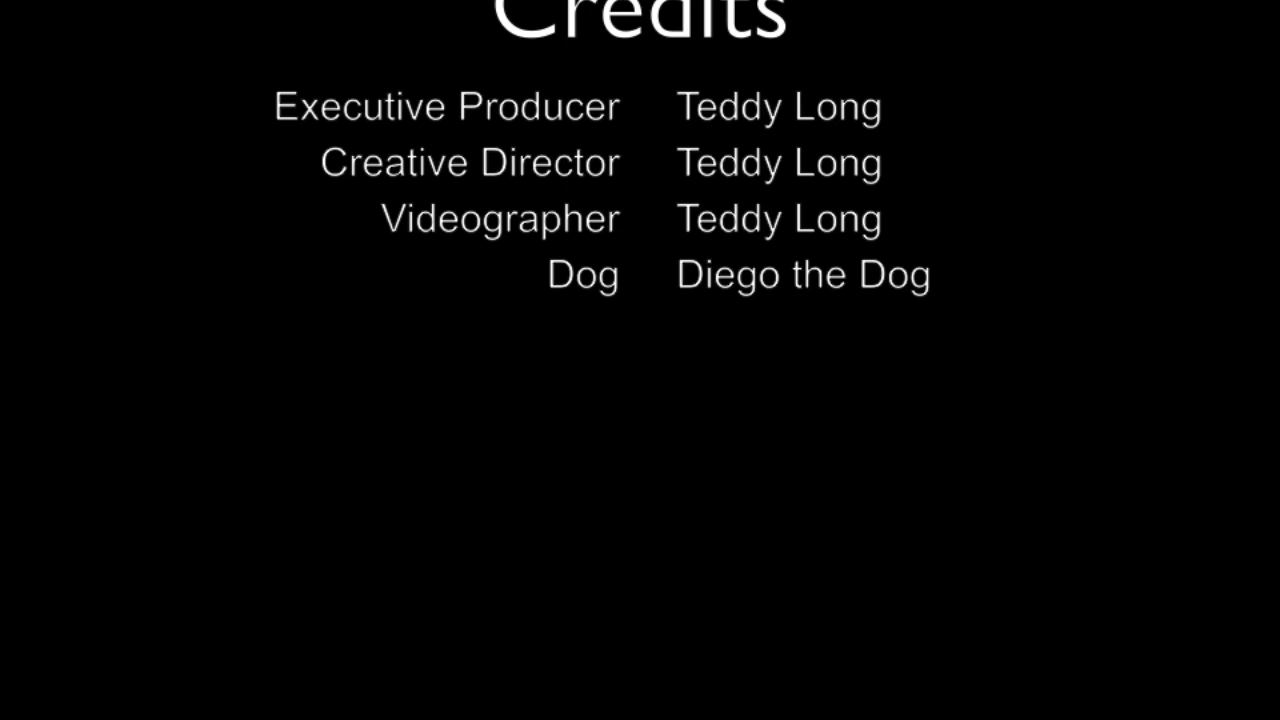 Credits
Executive Producer Teddy Long
Creative Director Teddy Long
Videographer Teddy Long
Dog Diego the Dog